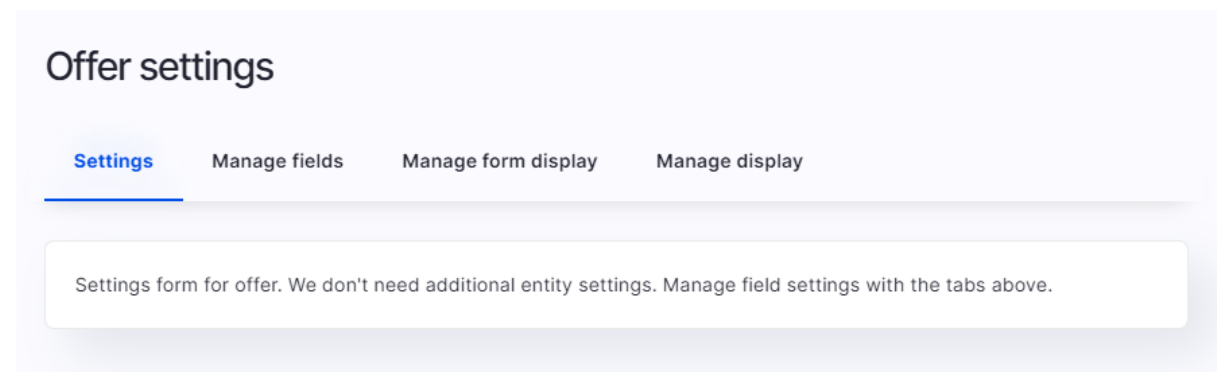 Offer settings
Settings Manage fields Manage form display Manage display
Settings form for offer. We don't need additional entity settings. Manage field settings with the tabs above.